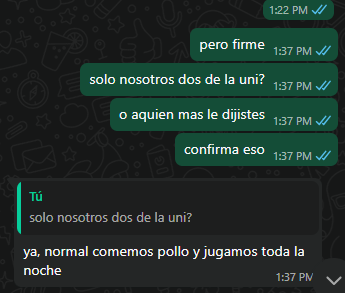 1:22 PM
pero firme
1:37 PM
solo nosotros dos de la uni?
1:37 PM
o aquien mas le dijistes
1:37 PM
confirma eso
1:37 PM
Tú
solo nosotros dos de la uni?
ya, normal comemos pollo y jugamos toda la
noche
1:37 PM